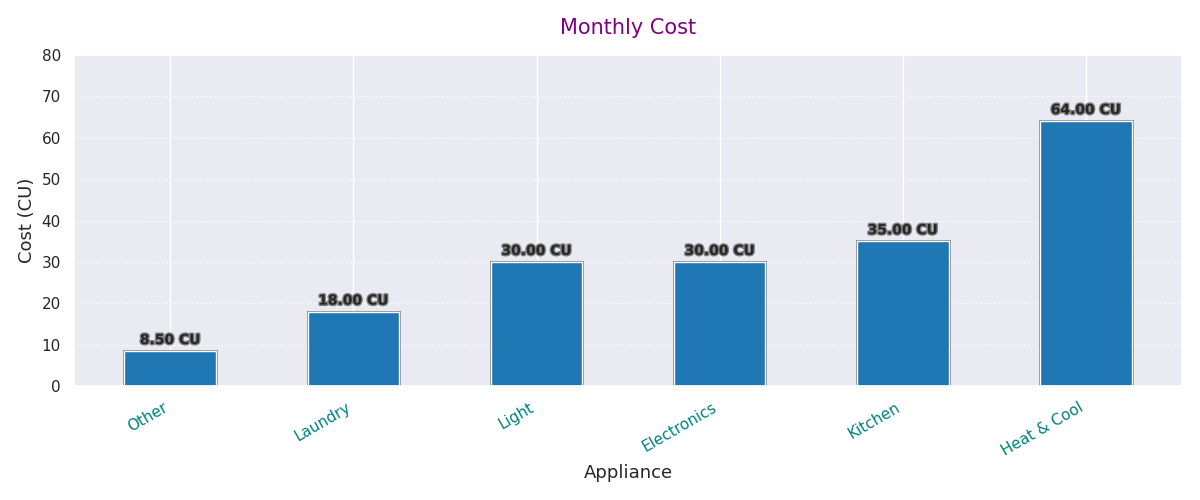 Monthly Cost
Cost (CU)
80
70
60
50
40
30
20
10
0
8.50 CU
18.00 CU
30.00 CU
30.00 CU
35.00 CU
64.00 CU
Other
Laundry
Light
Electronics
Kitchen
Heat & Cool
Appliance